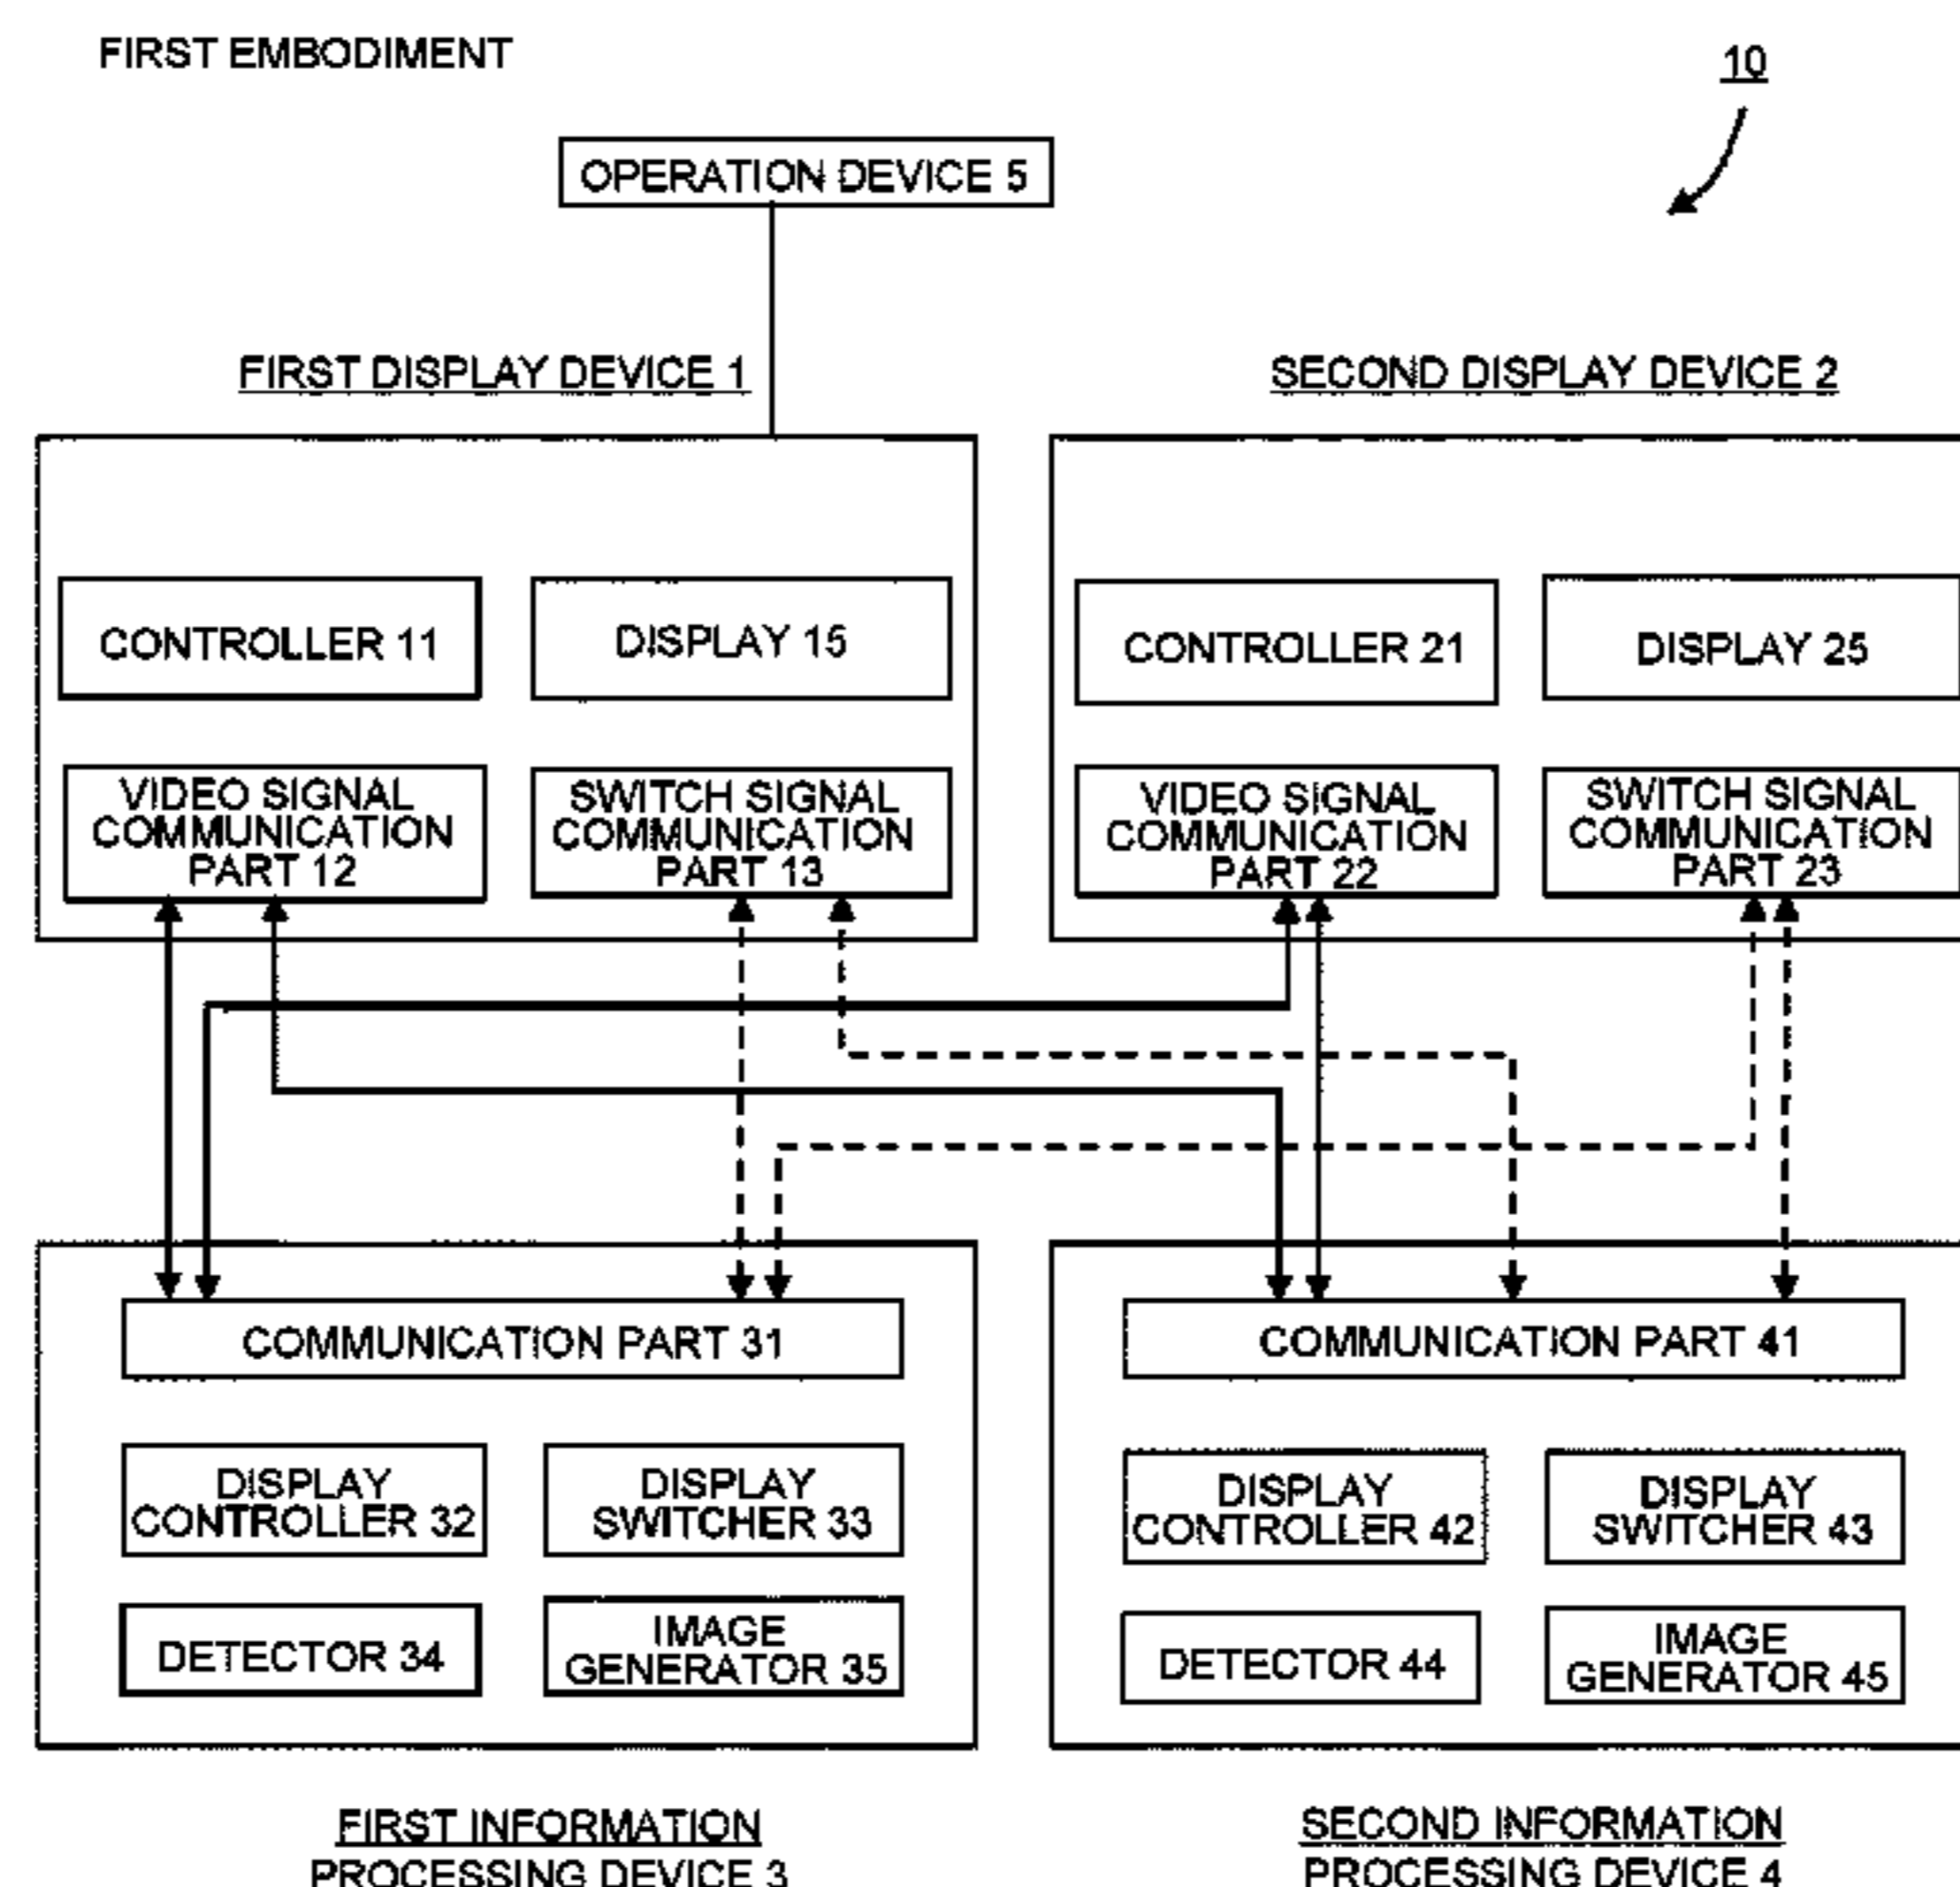 FIRST EMBODIMENT
10
OPERATION DEVICE 5
FIRST DISPLAY DEVICE 1
SECOND DISPLAY DEVICE 2
CONTROLLER 11
DISPLAY 15
CONTROLLER 21
DISPLAY 25
VIDEO SIGNAL
COMMUNICATION
PART 12
SWITCH SIGNAL
COMMUNICATION
PART 13
VIDEO SIGNAL
COMMUNICATION
PART 22
SWITCH SIGNAL
COMMUNICATION
PART 23
COMMUNICATION PART 31
COMMUNICATION PART 41
DISPLAY
CONTROLLER 32
DISPLAY
SWITCHER 33
DISPLAY
CONTROLLER 42
DISPLAY
SWITCHER 43
DETECTOR 34
IMAGE
GENERATOR 35
DETECTOR 44
IMAGE
GENERATOR 45
FIRST INFORMATION
PROCESSING DEVICE 3
SECOND INFORMATION
PROCESSING DEVICE 4